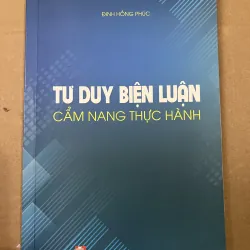 ĐINH HỒNG PHÚC
TƯ DUY BIỆN LUẬN
CẨM NANG THỰC HÀNH